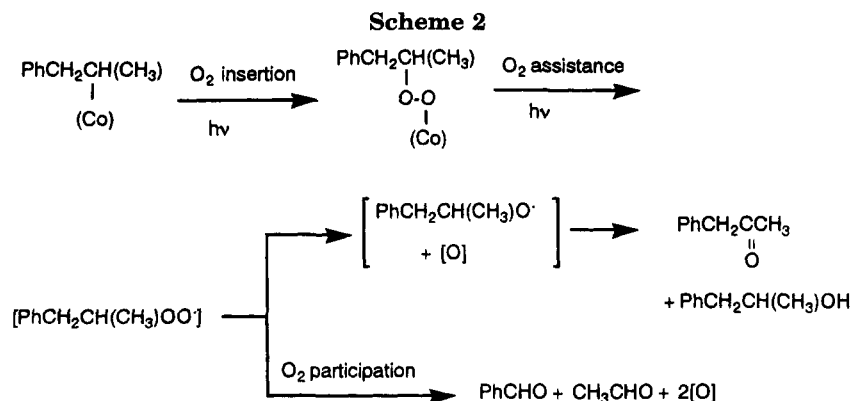 Scheme 2
PhCH2CH(CH3) O2 insertion PhCH2CH(CH3) O2 assistance
O-O
(Co) hν (Co) hν
[PhCH2CH(CH3)OO·] [PhCH2CH(CH3)O· + [O]] PhCH2CCH3
O
+ PhCH2CH(CH3)OH
O2 participation
PhCHO + CH3CHO + 2[O]